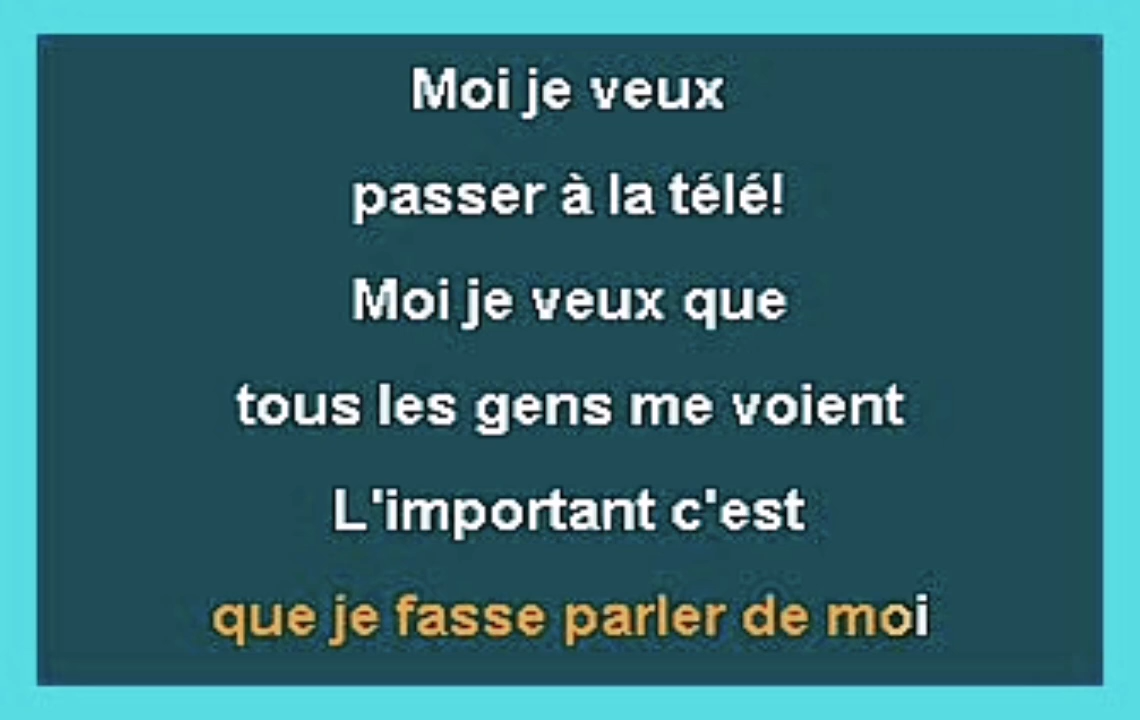 Moi je veux
passer à la télé!
Moi je veux que
tous les gens me voient
L'important c'est
que je fasse parler de moi